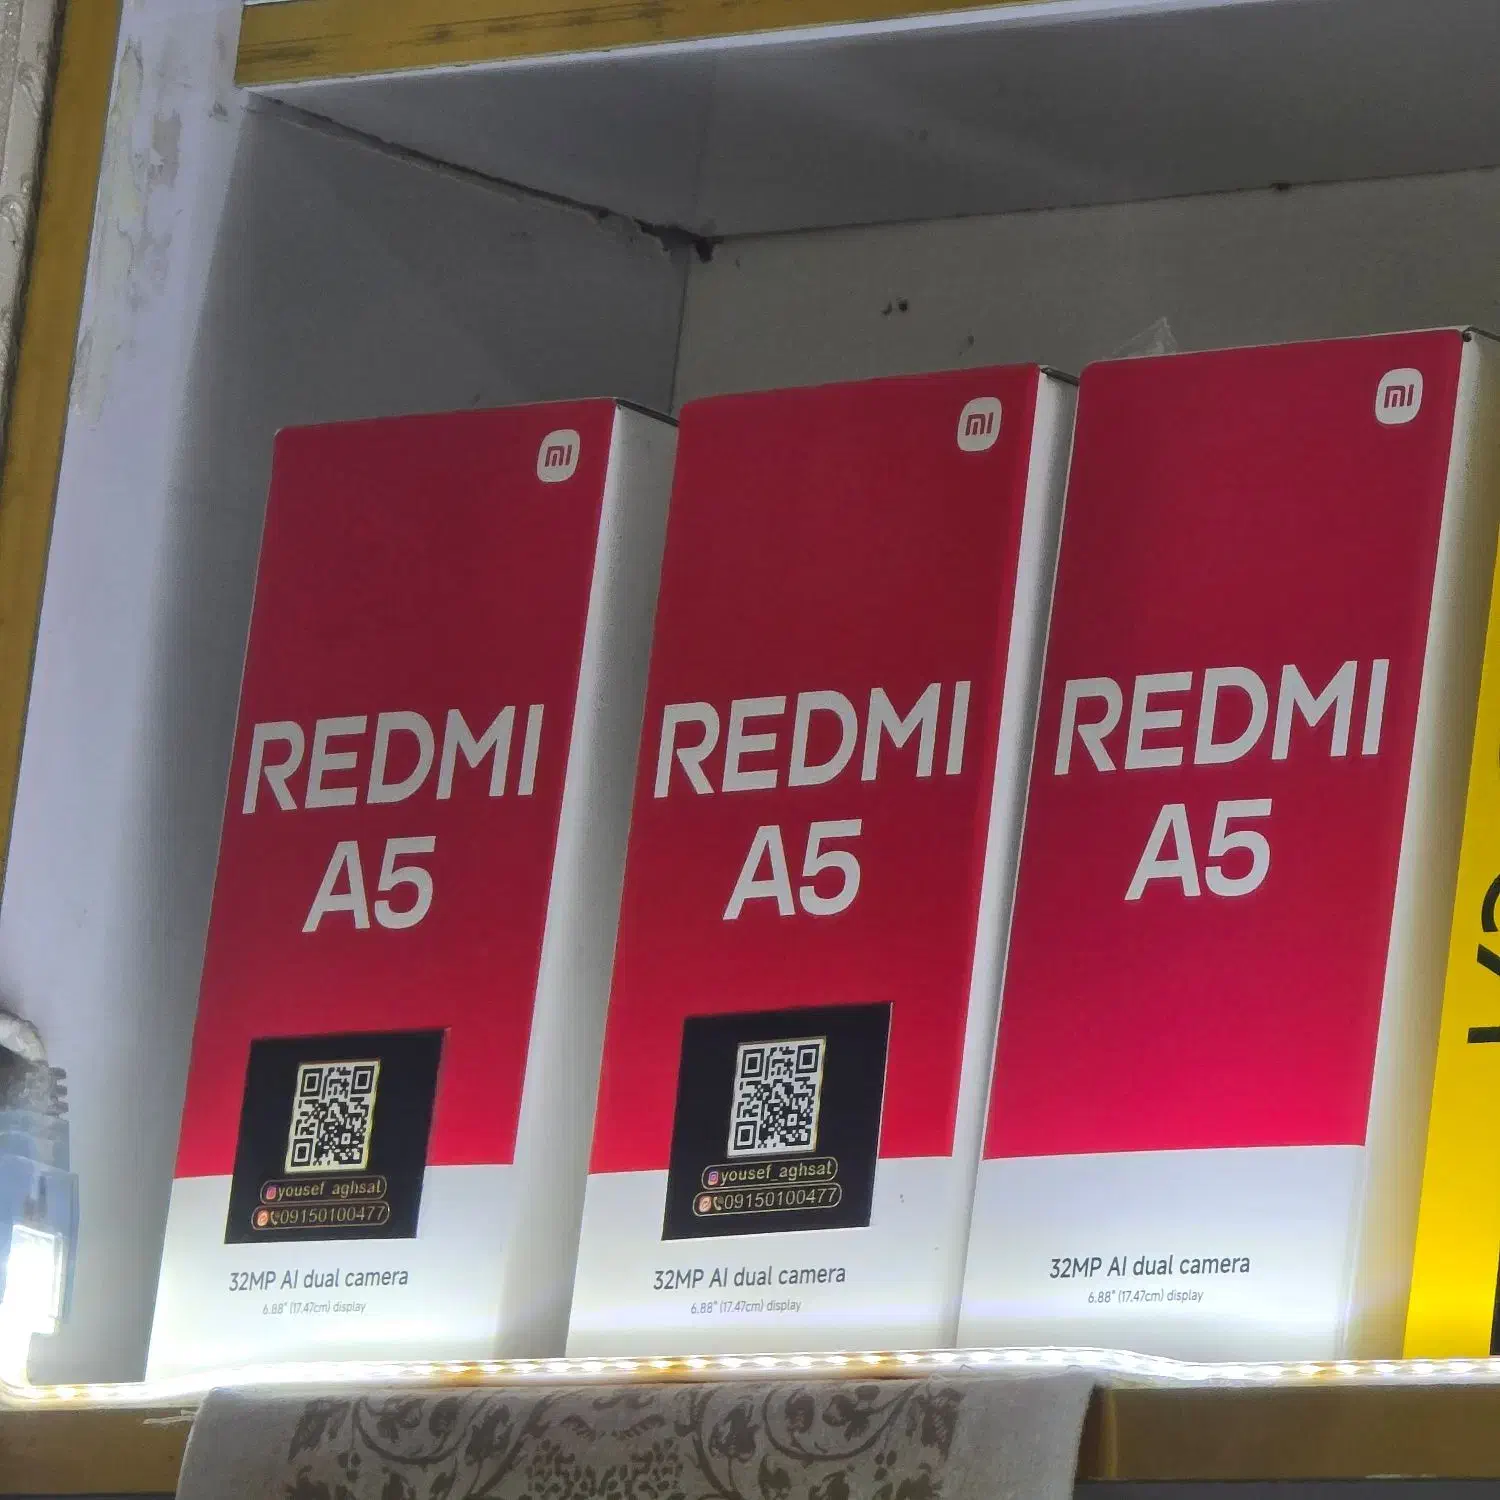 mi
REDMI
A5
yousef_aghsat
09150100477
32MP AI dual camera
6.88" (17.47cm) display
mi
REDMI
A5
yousef_aghsat
09150100477
32MP AI dual camera
6.88" (17.47cm) display
mi
REDMI
A5
32MP AI dual camera
6.88" (17.47cm) display